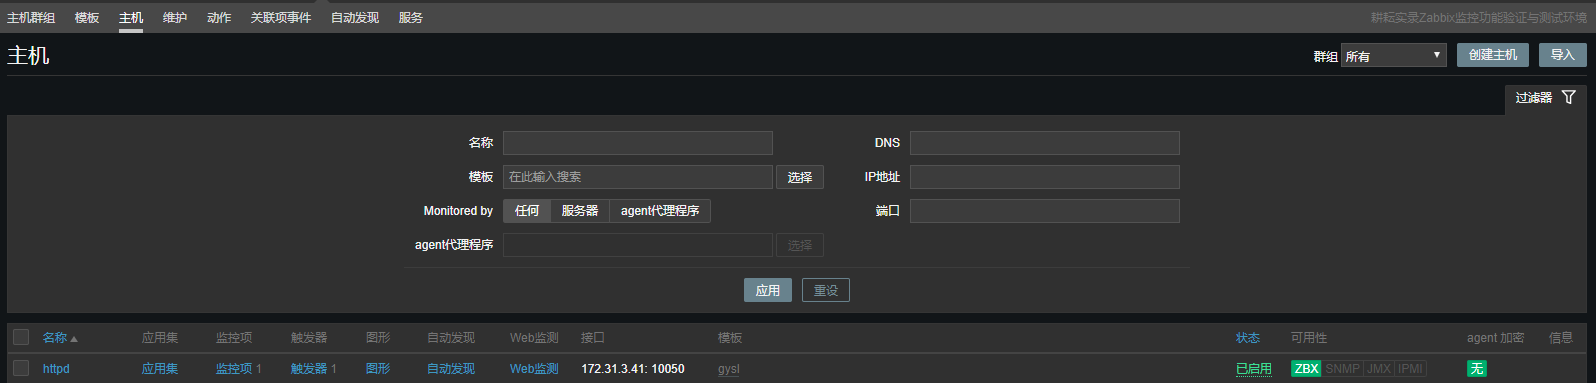 主机群组 模板 主机 维护 动作 关联项事件 自动发现 服务 耕耘实录Zabbix监控功能验证与测试环境
主机 群组 所有 创建主机 导入
过滤器
名称 DNS
模板 在此输入搜索 选择 IP地址
Monitored by 任何 服务器 agent代理程序 端口
agent代理程序 选择
应用 重设
名称 应用集 监控项 触发器 图形 自动发现 Web监测 接口 模板 状态 可用性 agent 加密 信息
httpd 应用集 监控项 1 触发器 1 图形 自动发现 Web监测 172.31.3.41: 10050 gysl 已启用 ZBX SNMP JMX IPMI 无